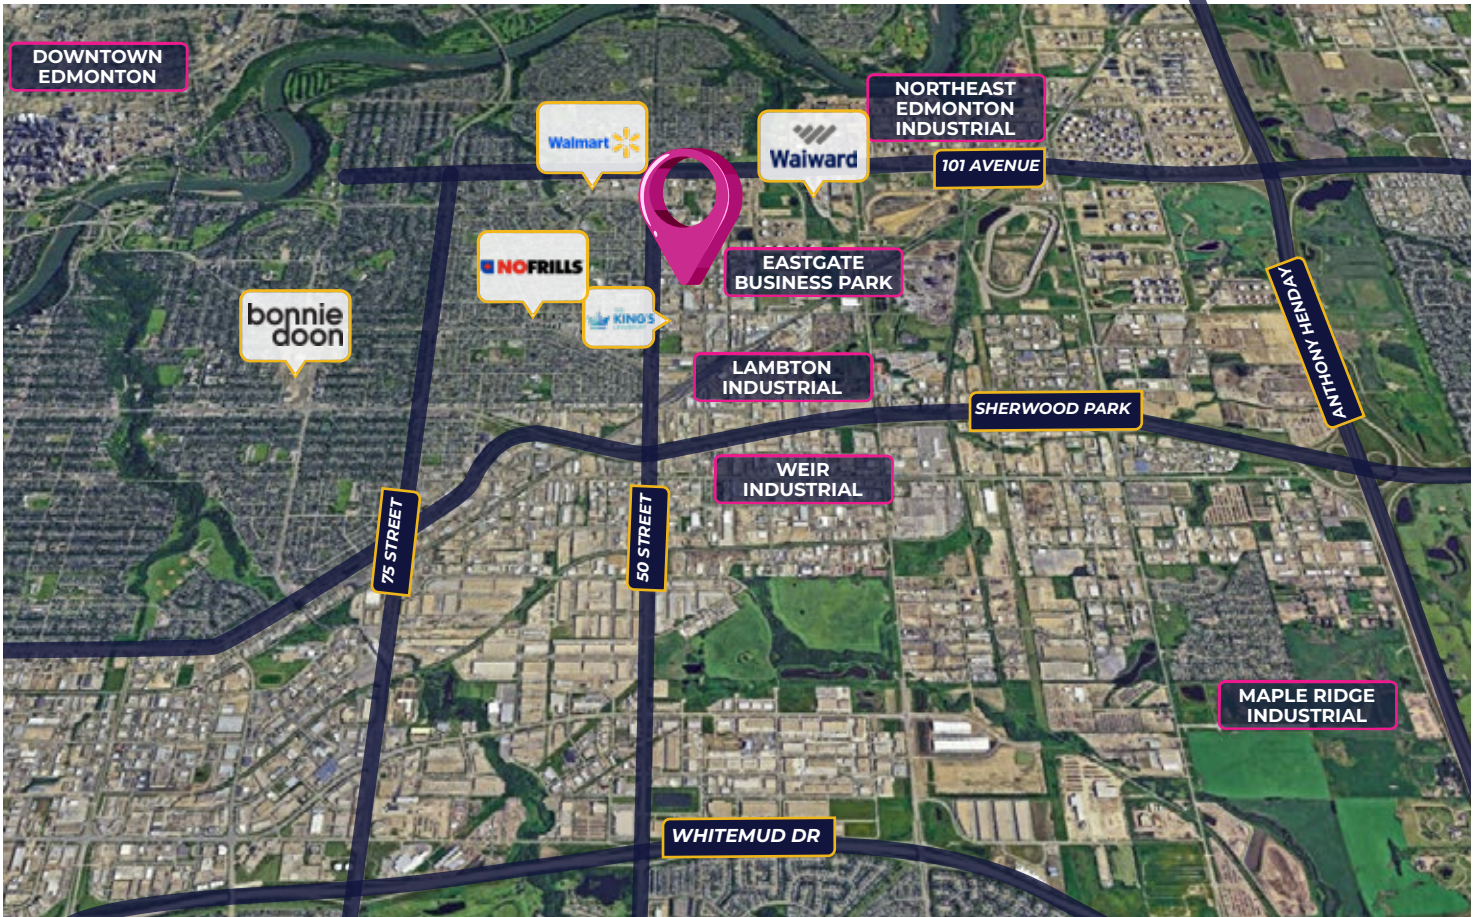 DOWNTOWN
EDMONTON
NORTHEAST
EDMONTON
INDUSTRIAL
Walmart
Waiward
101 AVENUE
NOFRILLS
EASTGATE
BUSINESS PARK
bonnie
doon
KING'S
ANTHONY HENDAY
LAMBTON
INDUSTRIAL
SHERWOOD PARK
WEIR
INDUSTRIAL
75 STREET
50 STREET
MAPLE RIDGE
INDUSTRIAL
WHITEMUD DR